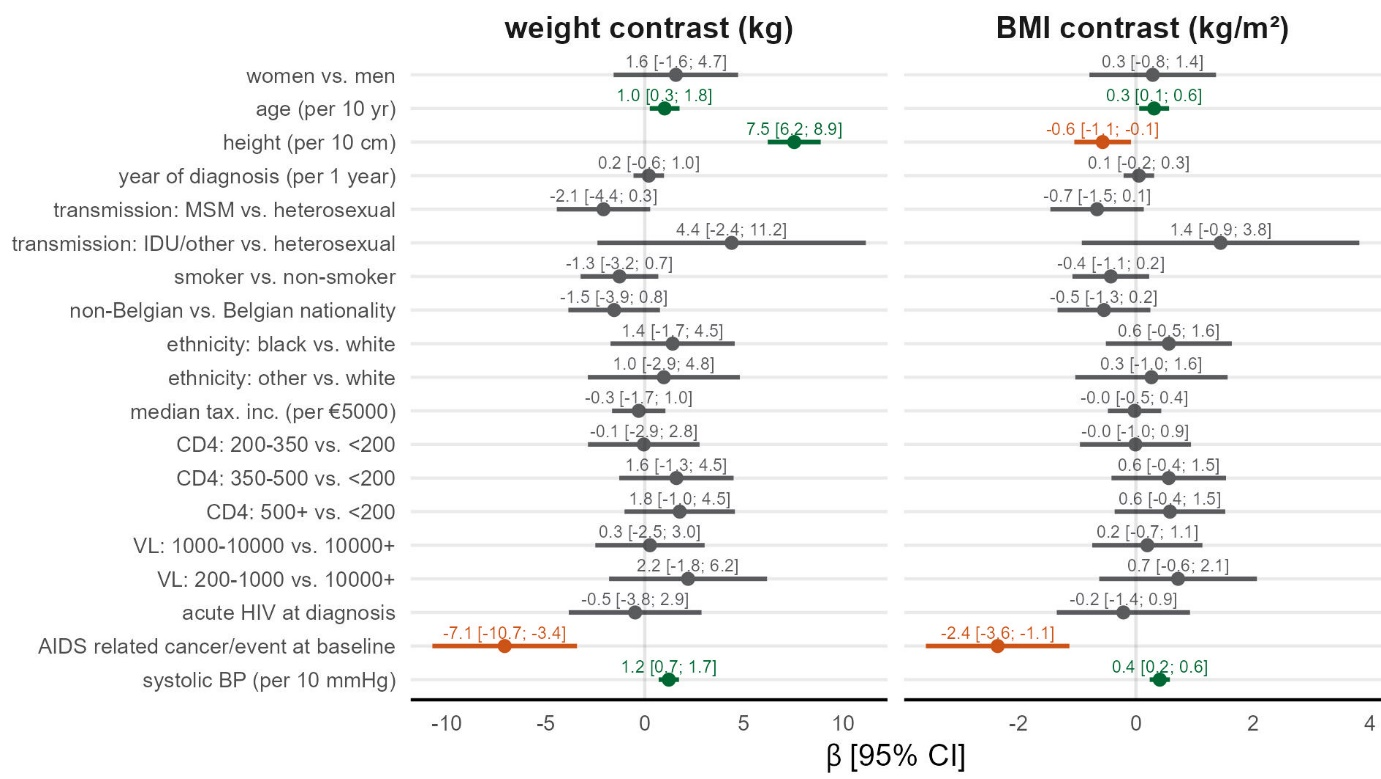 weight contrast (kg) BMI contrast (kg/m²)
women vs. men 1.6 [-1.6; 4.7] 0.3 [-0.8; 1.4]
age (per 10 yr) 1.0 [0.3; 1.8] 0.3 [0.1; 0.6]
height (per 10 cm) 7.5 [6.2; 8.9] -0.6 [-1.1; -0.1]
year of diagnosis (per 1 year) 0.2 [-0.6; 1.0] 0.1 [-0.2; 0.3]
transmission: MSM vs. heterosexual -2.1 [-4.4; 0.3] -0.7 [-1.5; 0.1]
transmission: IDU/other vs. heterosexual 4.4 [-2.4; 11.2] 1.4 [-0.9; 3.8]
smoker vs. non-smoker -1.3 [-3.2; 0.7] -0.4 [-1.1; 0.2]
non-Belgian vs. Belgian nationality -1.5 [-3.9; 0.8] -0.5 [-1.3; 0.2]
ethnicity: black vs. white 1.4 [-1.7; 4.5] 0.6 [-0.5; 1.6]
ethnicity: other vs. white 1.0 [-2.9; 4.8] 0.3 [-1.0; 1.6]
median tax. inc. (per €5000) -0.3 [-1.7; 1.0] -0.0 [-0.5; 0.4]
CD4: 200-350 vs. <200 -0.1 [-2.9; 2.8] -0.0 [-1.0; 0.9]
CD4: 350-500 vs. <200 1.6 [-1.3; 4.5] 0.6 [-0.4; 1.5]
CD4: 500+ vs. <200 1.8 [-1.0; 4.5] 0.6 [-0.4; 1.5]
VL: 1000-10000 vs. 10000+ 0.3 [-2.5; 3.0] 0.2 [-0.7; 1.1]
VL: 200-1000 vs. 10000+ 2.2 [-1.8; 6.2] 0.7 [-0.6; 2.1]
acute HIV at diagnosis -0.5 [-3.8; 2.9] -0.2 [-1.4; 0.9]
AIDS related cancer/event at baseline -7.1 [-10.7; -3.4] -2.4 [-3.6; -1.1]
systolic BP (per 10 mmHg) 1.2 [0.7; 1.7] 0.4 [0.2; 0.6]
-10 -5 0 5 10 -2 0 2 4
β [95% CI]